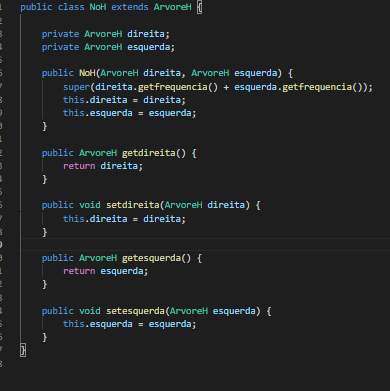 public class NoH extends ArvoreH {
private ArvoreH direita;
private ArvoreH esquerda;
public NoH(ArvoreH direita, ArvoreH esquerda) {
super(direita.getfrequencia() + esquerda.getfrequencia());
this.direita = direita;
this.esquerda = esquerda;
}
public ArvoreH getdireita() {
return direita;
}
public void setdireita(ArvoreH direita) {
this.direita = direita;
}
public ArvoreH getesquerda() {
return esquerda;
}
public void setesquerda(ArvoreH esquerda) {
this.esquerda = esquerda;
}
}